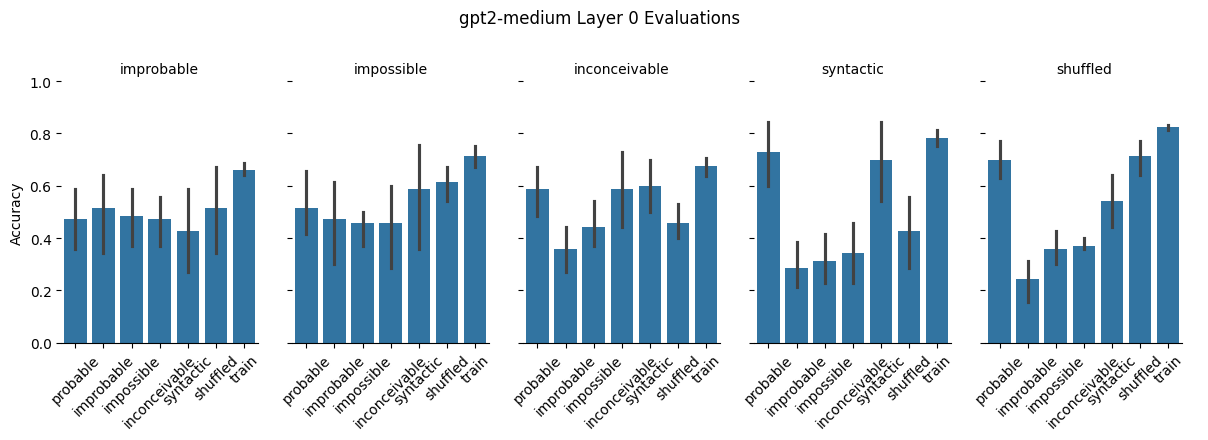 gpt2-medium Layer 0 Evaluations
improbable
impossible
inconceivable
syntactic
shuffled
Accuracy
1.0
0.8
0.6
0.4
0.2
0.0
probable
improbable
impossible
inconceivable
syntactic
shuffled
train
probable
improbable
impossible
inconceivable
syntactic
shuffled
train
probable
improbable
impossible
inconceivable
syntactic
shuffled
train
probable
improbable
impossible
inconceivable
syntactic
shuffled
train
probable
improbable
impossible
inconceivable
syntactic
shuffled
train